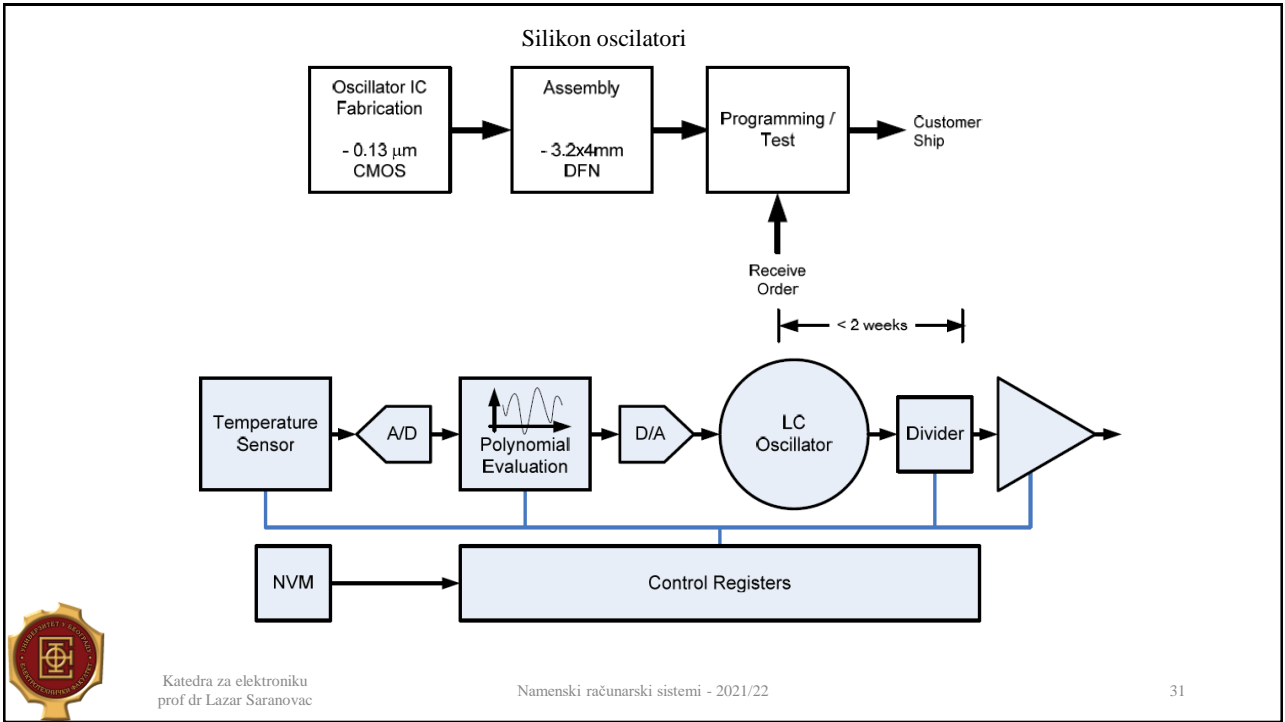 Silikon oscilatori
Oscillator IC
Fabrication
- 0.13 μm
CMOS
Assembly
- 3.2x4mm
DFN
Programming /
Test
Customer
Ship
Receive
Order
< 2 weeks
Temperature
Sensor
A/D
Polynomial
Evaluation
D/A
LC
Oscillator
Divider
NVM
Control Registers
Katedra za elektroniku
prof dr Lazar Saranovac
Namenski računarski sistemi - 2021/22
31